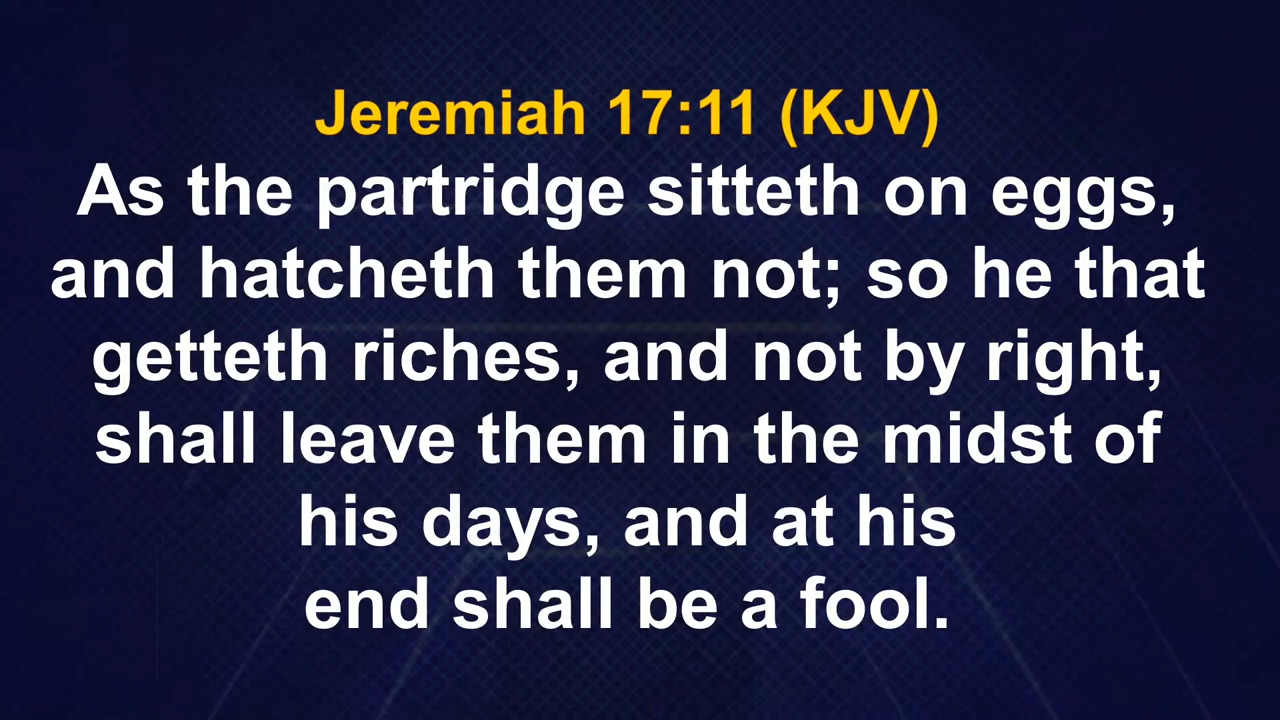 Jeremiah 17:11 (KJV)
As the partridge sitteth on eggs,
and hatcheth them not; so he that
getteth riches, and not by right,
shall leave them in the midst of
his days, and at his
end shall be a fool.